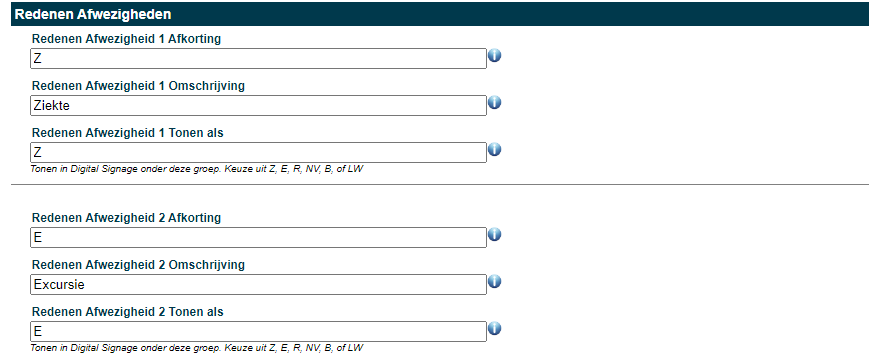 Redenen Afwezigheden
Redenen Afwezigheid 1 Afkorting
Z
Redenen Afwezigheid 1 Omschrijving
Ziekte
Redenen Afwezigheid 1 Tonen als
Z
Tonen in Digital Signage onder deze groep. Keuze uit Z, E, R, NV, B, of LW
Redenen Afwezigheid 2 Afkorting
E
Redenen Afwezigheid 2 Omschrijving
Excursie
Redenen Afwezigheid 2 Tonen als
E
Tonen in Digital Signage onder deze groep. Keuze uit Z, E, R, NV, B, of LW